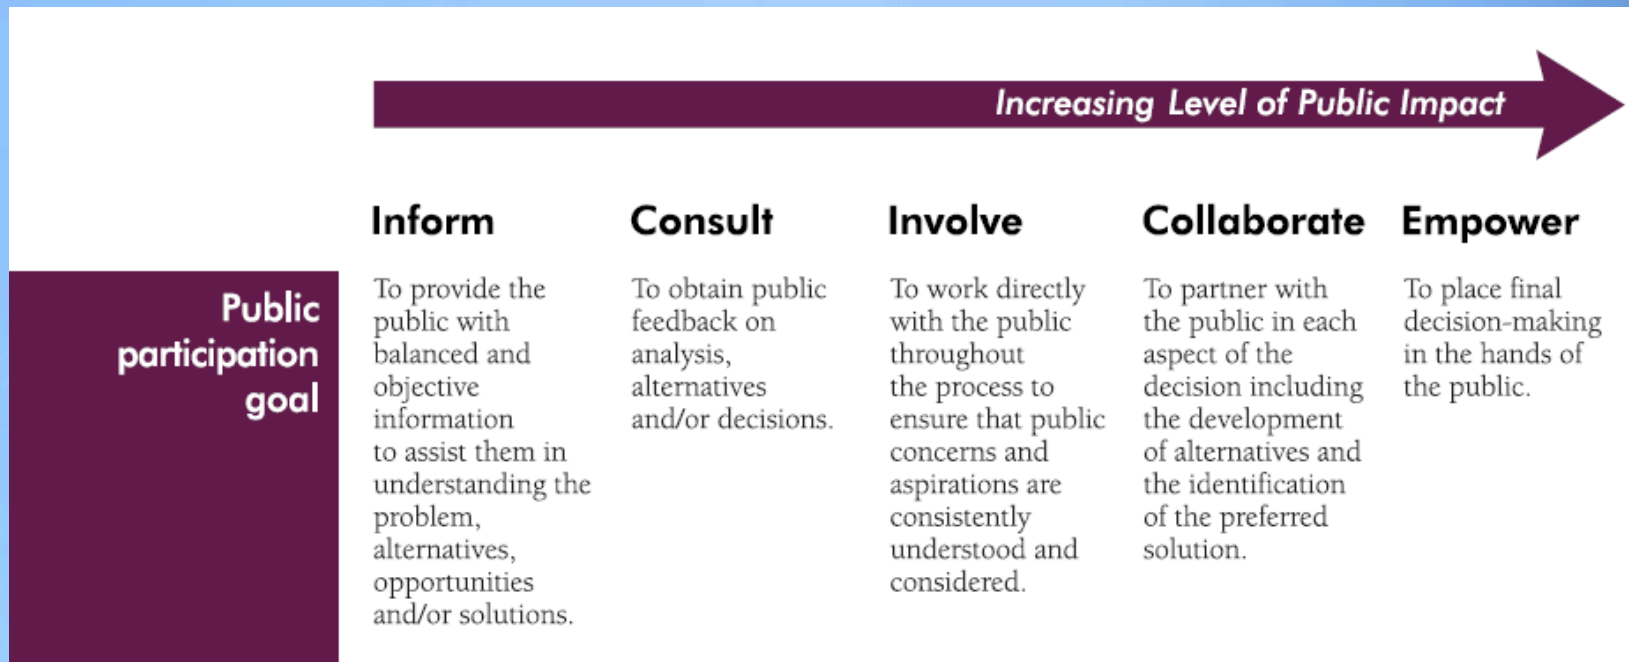 Increasing Level of Public Impact
Inform
Consult
Involve
Collaborate
Empower
Public
participation
goal
To provide the
public with
balanced and
objective
information
to assist them in
understanding the
problem,
alternatives,
opportunities
and/or solutions.
To obtain public
feedback on
analysis,
alternatives
and/or decisions.
To work directly
with the public
throughout
the process to
ensure that public
concerns and
aspirations are
consistently
understood and
considered.
To partner with
the public in each
aspect of the
decision including
the development
of alternatives and
the identification
of the preferred
solution.
To place final
decision-making
in the hands of
the public.